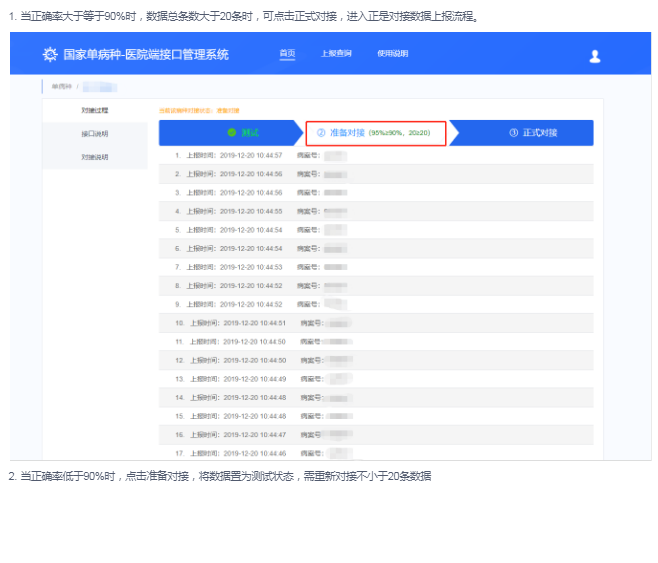 1. 当正确率大于等于90%时，数据总条数大于20条时，可点击正式对接，进入正是对接数据上报流程。
国家单病种-医院端接口管理系统 首页 上报查询 使用说明
单病种 /
对接过程
接口说明
对接说明
当前试病种对接状态：准备对接
测试 ② 准备对接 (95%≥90%，20≥20) ③ 正式对接
1. 上报时间：2019-12-20 10:44:57 病案号：
2. 上报时间：2019-12-20 10:44:56 病案号：
3. 上报时间：2019-12-20 10:44:56 病案号：
4. 上报时间：2019-12-20 10:44:55 病案号：
5. 上报时间：2019-12-20 10:44:54 病案号：
6. 上报时间：2019-12-20 10:44:54 病案号：
7. 上报时间：2019-12-20 10:44:53 病案号：
8. 上报时间：2019-12-20 10:44:52 病案号：
9. 上报时间：2019-12-20 10:44:52 病案号：
10. 上报时间：2019-12-20 10:44:51 病案号：
11. 上报时间：2019-12-20 10:44:50 病案号：
12. 上报时间：2019-12-20 10:44:50 病案号：
13. 上报时间：2019-12-20 10:44:49 病案号：
14. 上报时间：2019-12-20 10:44:48 病案号：
15. 上报时间：2019-12-20 10:44:48 病案号：
16. 上报时间：2019-12-20 10:44:47 病案号：
17. 上报时间：2019-12-20 10:44:46 病案号：
2. 当正确率低于90%时，点击准备对接，将数据置为测试状态，需重新对接不小于20条数据